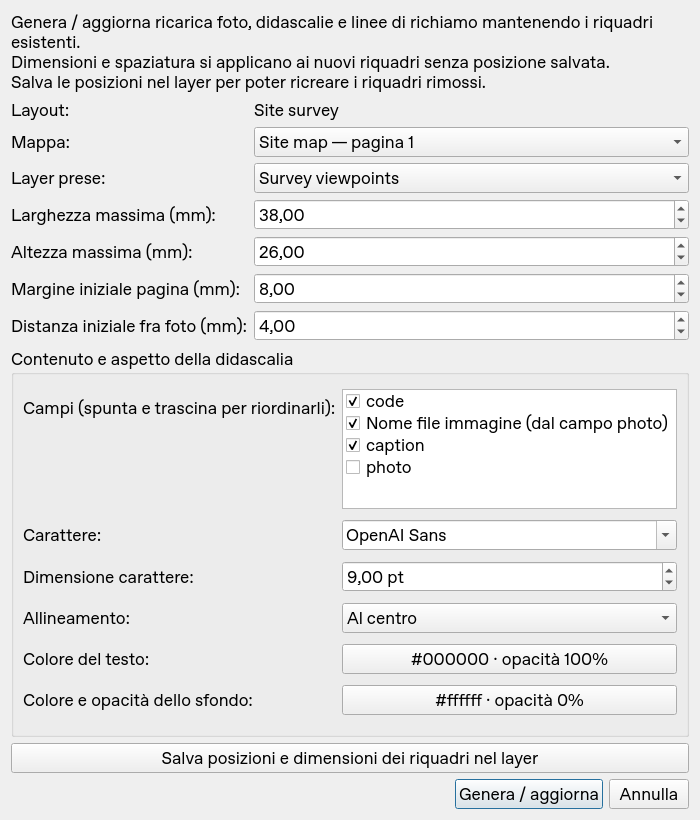 Genera / aggiorna ricarica foto, didascalie e linee di richiamo mantenendo i riquadri
esistenti.
Dimensioni e spaziatura si applicano ai nuovi riquadri senza posizione salvata.
Salva le posizioni nel layer per poter ricreare i riquadri rimossi.
Layout: Site survey
Mappa: Site map — pagina 1
Layer prese: Survey viewpoints
Larghezza massima (mm): 38,00
Altezza massima (mm): 26,00
Margine iniziale pagina (mm): 8,00
Distanza iniziale fra foto (mm): 4,00
Contenuto e aspetto della didascalia
Campi (spunta e trascina per riordinarli): code
Nome file immagine (dal campo photo)
caption
photo
Carattere: OpenAI Sans
Dimensione carattere: 9,00 pt
Allineamento: Al centro
Colore del testo: #000000 · opacità 100%
Colore e opacità dello sfondo: #ffffff · opacità 0%
Salva posizioni e dimensioni dei riquadri nel layer
Genera / aggiorna Annulla